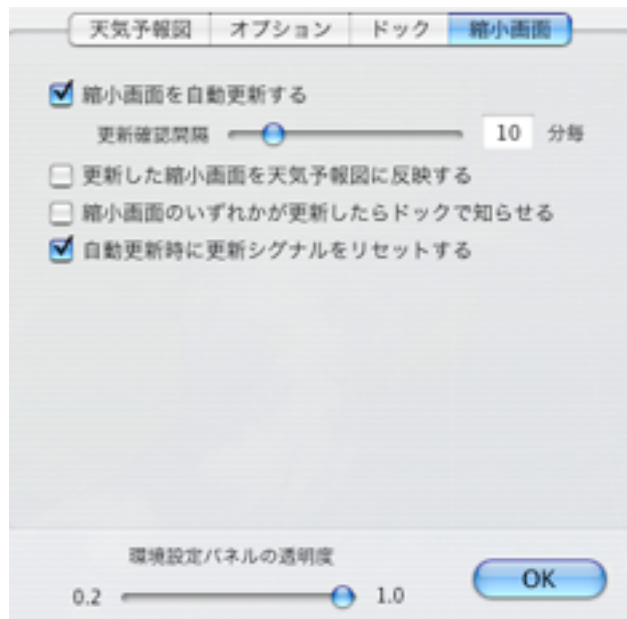 天気予報図 オプション ドック 縮小画面
縮小画面を自動更新する
更新確認間隔 10 分毎
更新した縮小画面を天気予報図に反映する
縮小画面のいずれかが更新したらドックで知らせる
自動更新時に更新シグナルをリセットする
環境設定パネルの透明度
0.2 1.0 OK